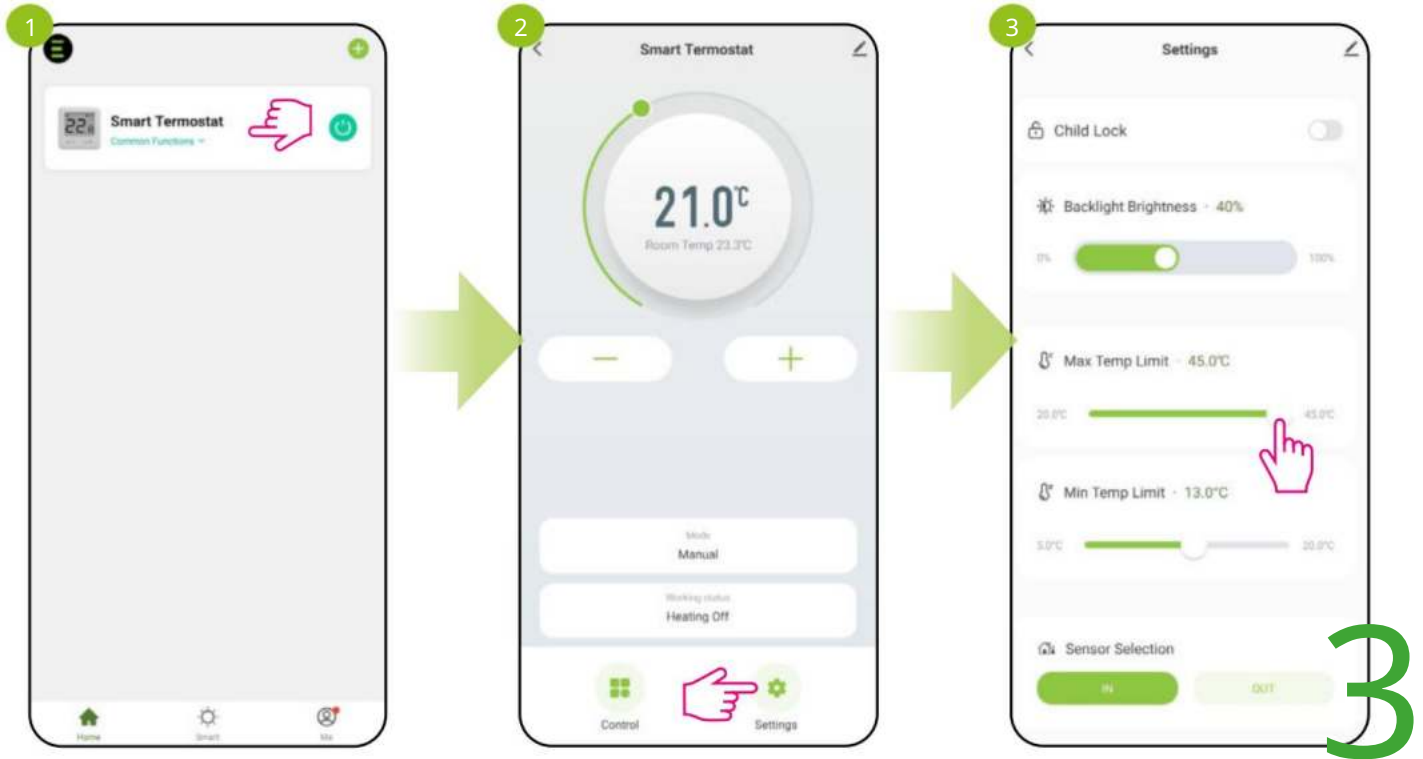 1
Smart Termostat
Common Functions
Home
Smart
Me
2
Smart Termostat
21.0℃
Room Temp 23.3℃
Mode
Manual
Working status
Heating Off
Control
Settings
3
Settings
Child Lock
Backlight Brightness · 40%
0% 100%
Max Temp Limit · 45.0℃
20.0℃ 45.0℃
Min Temp Limit · 13.0°C
5.0°C 20.0°C
Sensor Selection
IN OUT
3